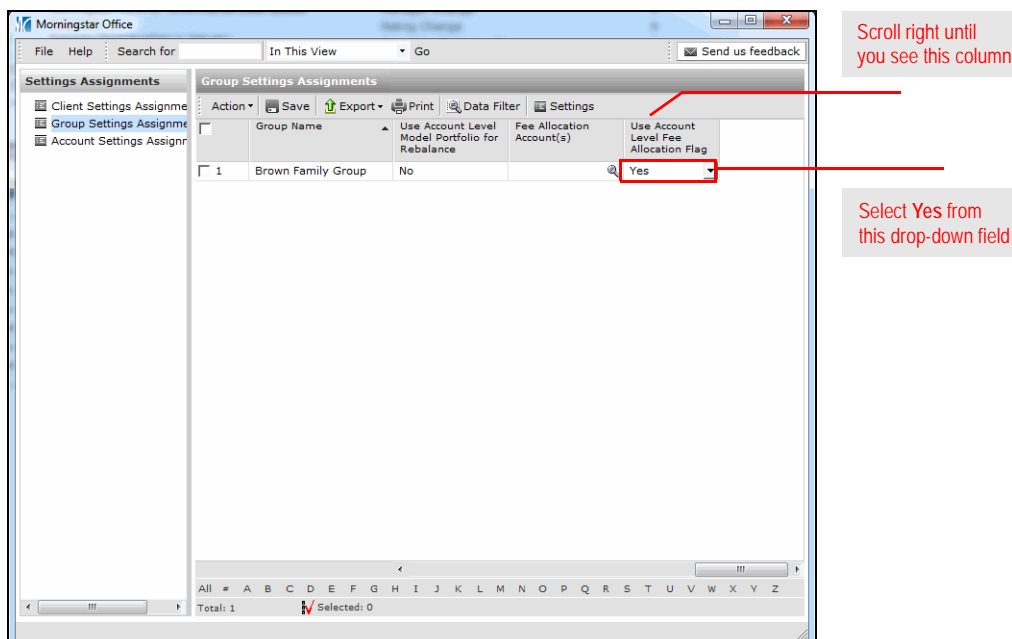 Morningstar Office
File Help Search for In This View Go Send us feedback
Settings Assignments
Client Settings Assignme
Group Settings Assignme
Account Settings Assignr
Group Settings Assignments
Action Save Export Print Data Filter Settings
Group Name
Use Account Level
Model Portfolio for
Rebalance
Fee Allocation
Account(s)
Use Account
Level Fee
Allocation Flag
1 Brown Family Group No Yes
All # A B C D E F G H I J K L M N O P Q R S T U V W X Y Z
Total: 1 Selected: 0
Scroll right until
you see this column
Select Yes from
this drop-down field